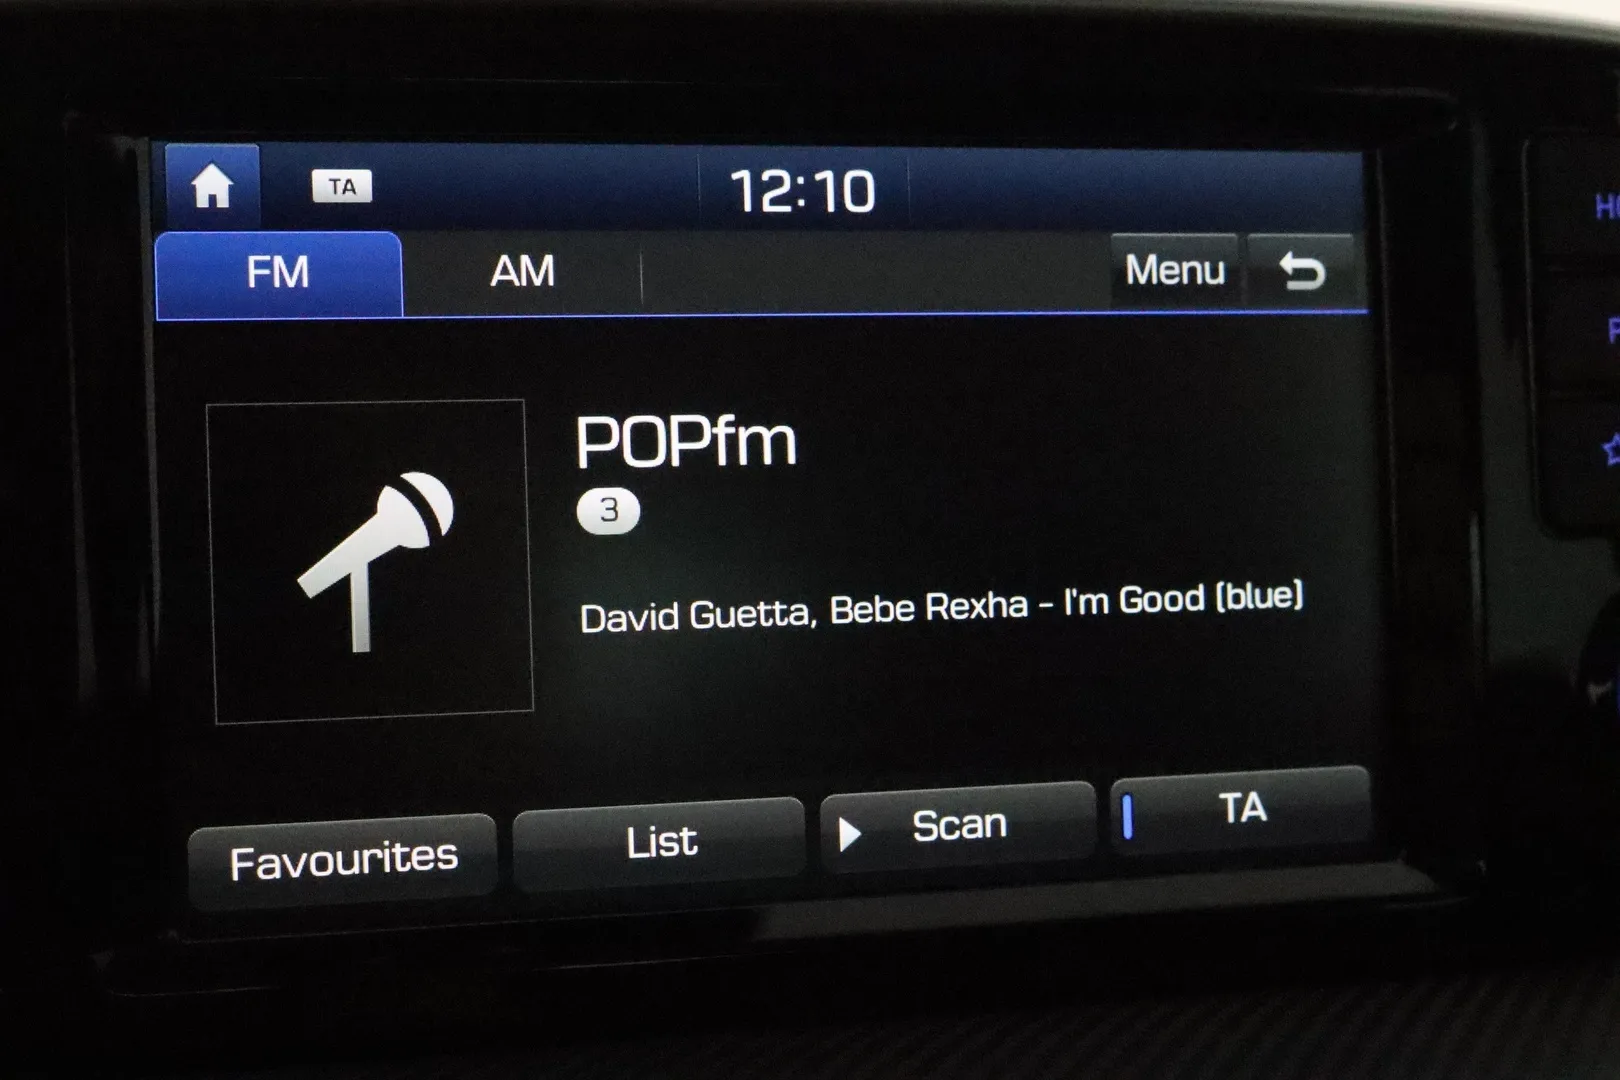 TA
12:10
FM
AM
Menu
POPfm
3
David Guetta, Bebe Rexha - I'm Good (blue)
Favourites
List
Scan
TA